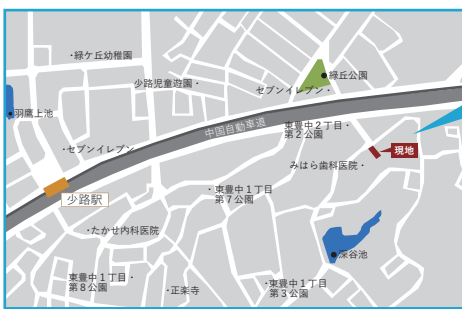 ・緑ケ丘幼稚園
緑丘公園
少路児童遊園・
セブンイレブン・
羽鷹上池
中国自動車道
東豊中2丁目・
第2公園
・セブンイレブン
現地
みはら歯科医院・
少路駅
・東豊中1丁目
第7公園
・たかせ内科医院
深谷池
東豊中1丁目・
第8公園
・正楽寺
・東豊中1丁目
第3公園